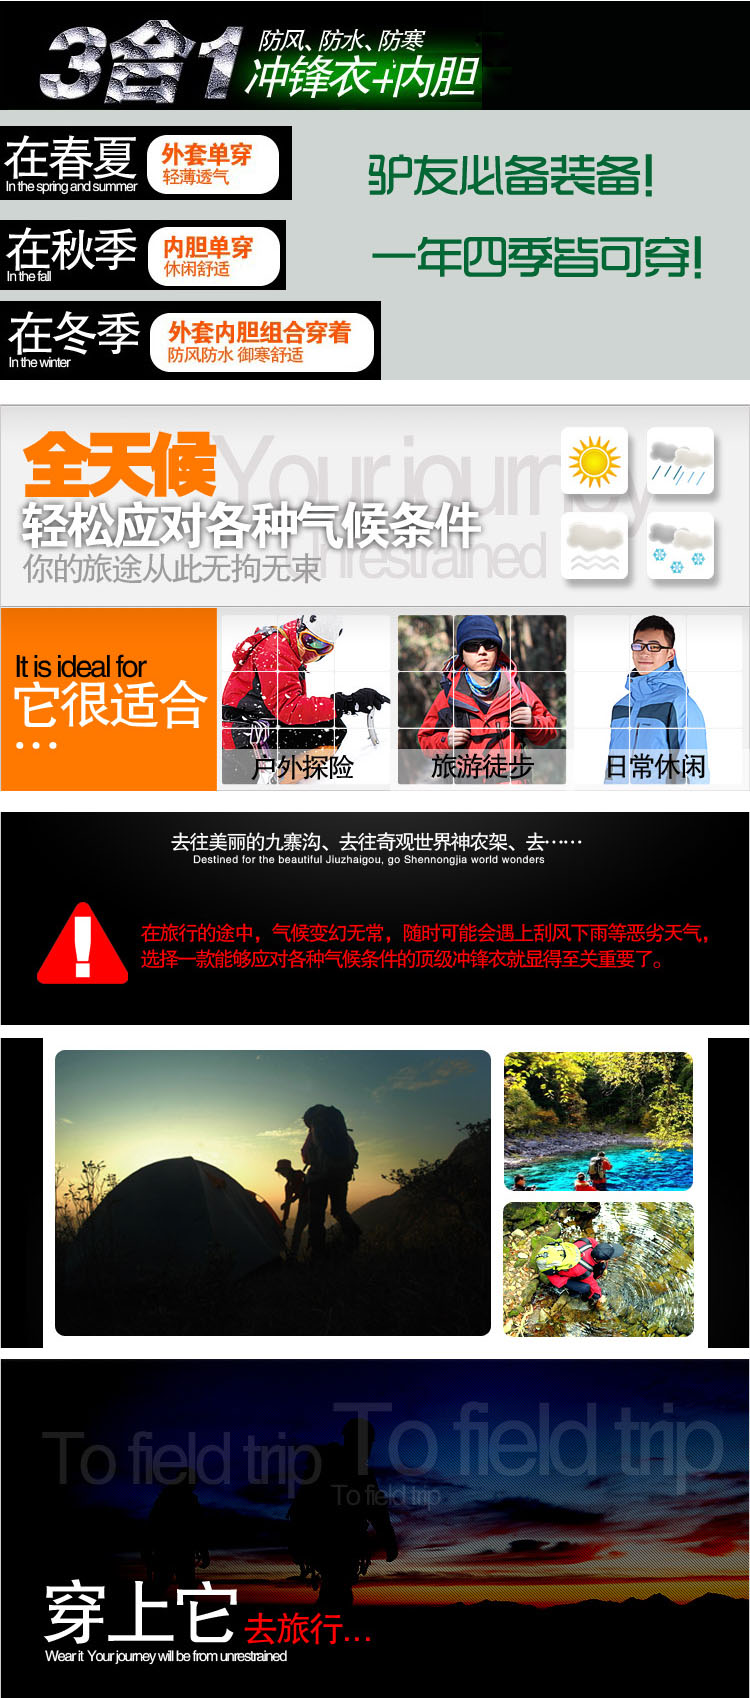 3合1
防风、防水、防寒
冲锋衣+内胆
在春夏
In the spring and summer
外套单穿
轻薄透气
驴友必备装备!
在秋季
In the fall
内胆单穿
休闲舒适
一年四季皆可穿!
在冬季
In the winter
外套内胆组合穿着
防风防水 御寒舒适
Your journey
全天候
轻松应对各种气候条件
Unrestrained
你的旅途从此无拘无束
It is ideal for
它很适合
...
户外探险
旅游徒步
日常休闲
去往美丽的九寨沟、去往奇观世界神农架、去……
Destined for the beautiful Jiuzhaigou, go Shennongjia world wonders
在旅行的途中，气候变幻无常，随时可能会遇上刮风下雨等恶劣天气，
选择一款能够应对各种气候条件的顶级冲锋衣就显得至关重要了。
To field trip
To field trip
To field trip
穿上它
去旅行...
Wear it Your journey will be from unrestrained